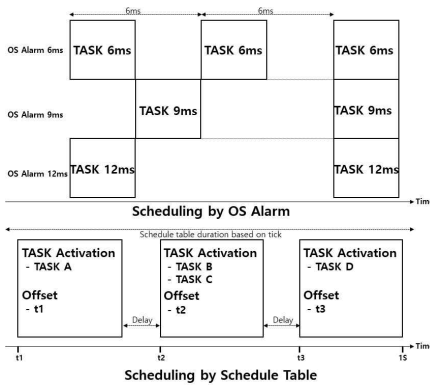 6ms 6ms
OS Alarm 6ms TASK 6ms TASK 6ms TASK 6ms
OS Alarm 9ms TASK 9ms TASK 9ms
OS Alarm 12ms TASK 12ms TASK 12ms
Tim
Scheduling by OS Alarm
Schedule table duration based on tick
TASK Activation TASK Activation TASK Activation
- TASK A - TASK B - TASK D
- TASK C
Offset Offset Offset
- t1 - t2 - t3
Delay Delay
Tim
t1 t2 t3 1S
Scheduling by Schedule Table